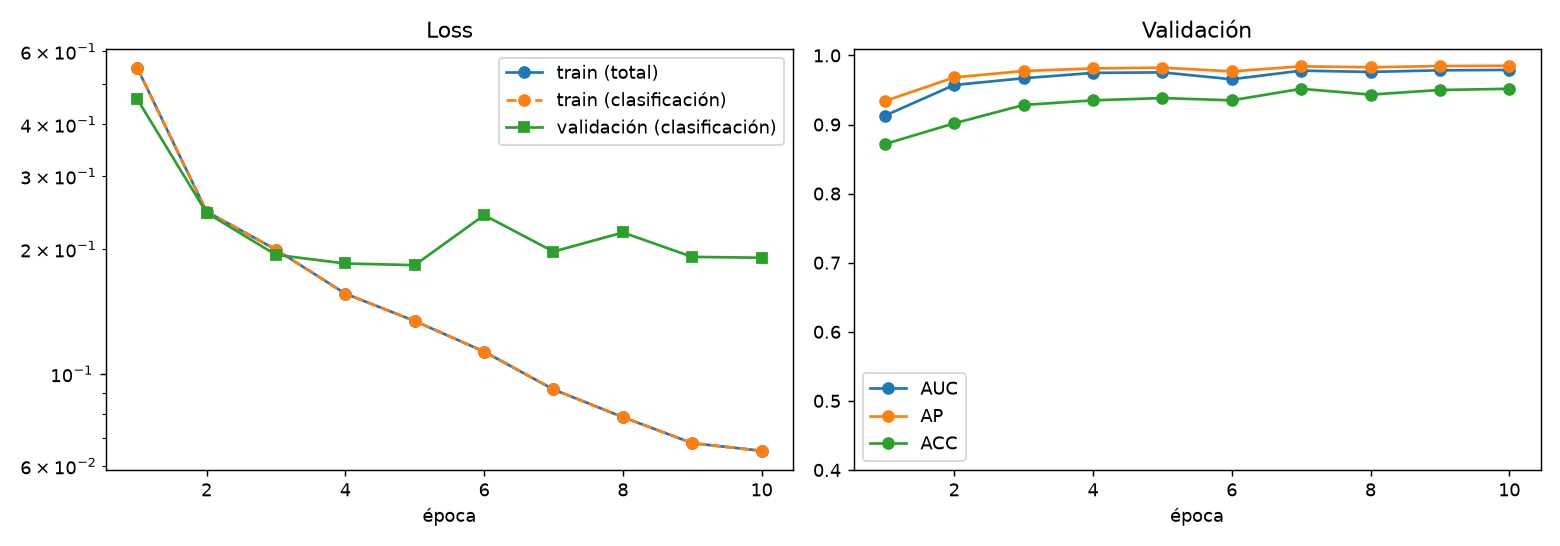 Loss
6 × 10⁻¹
4 × 10⁻¹
3 × 10⁻¹
2 × 10⁻¹
10⁻¹
6 × 10⁻²
train (total)
train (clasificación)
validación (clasificación)
2 4 6 8 10
época
Validación
1.0
0.9
0.8
0.7
0.6
0.5
0.4
AUC
AP
ACC
2 4 6 8 10
época